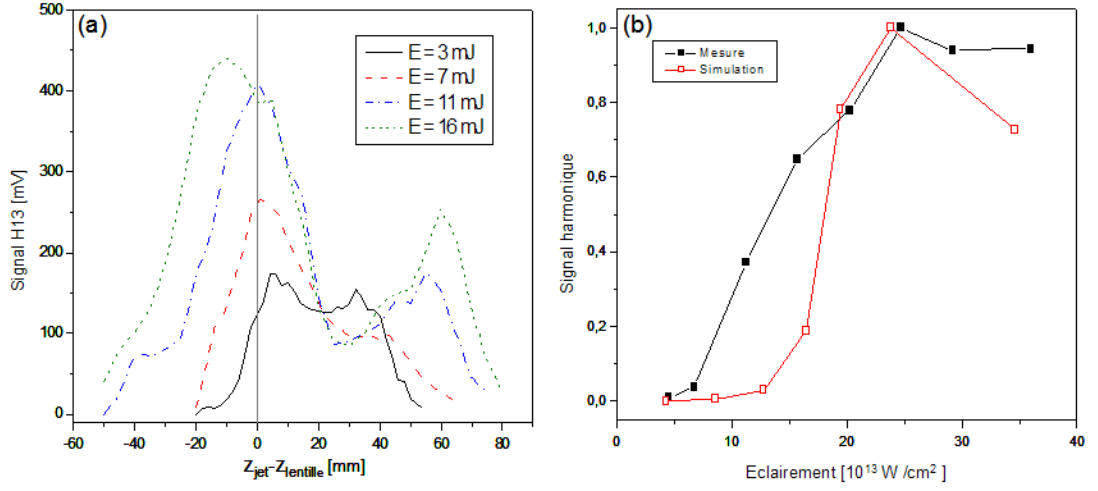 (a)
E = 3 mJ
E = 7 mJ
E = 11 mJ
E = 16 mJ
Signal H13 [mV]
500
400
300
200
100
0
-60 -40 -20 0 20 40 60 80
Zjet-Zlentille [mm]
(b)
Mesure
Simulation
Signal harmonique
1,0
0,8
0,6
0,4
0,2
0,0
0 10 20 30 40
Eclairement [10¹³ W /cm² ]